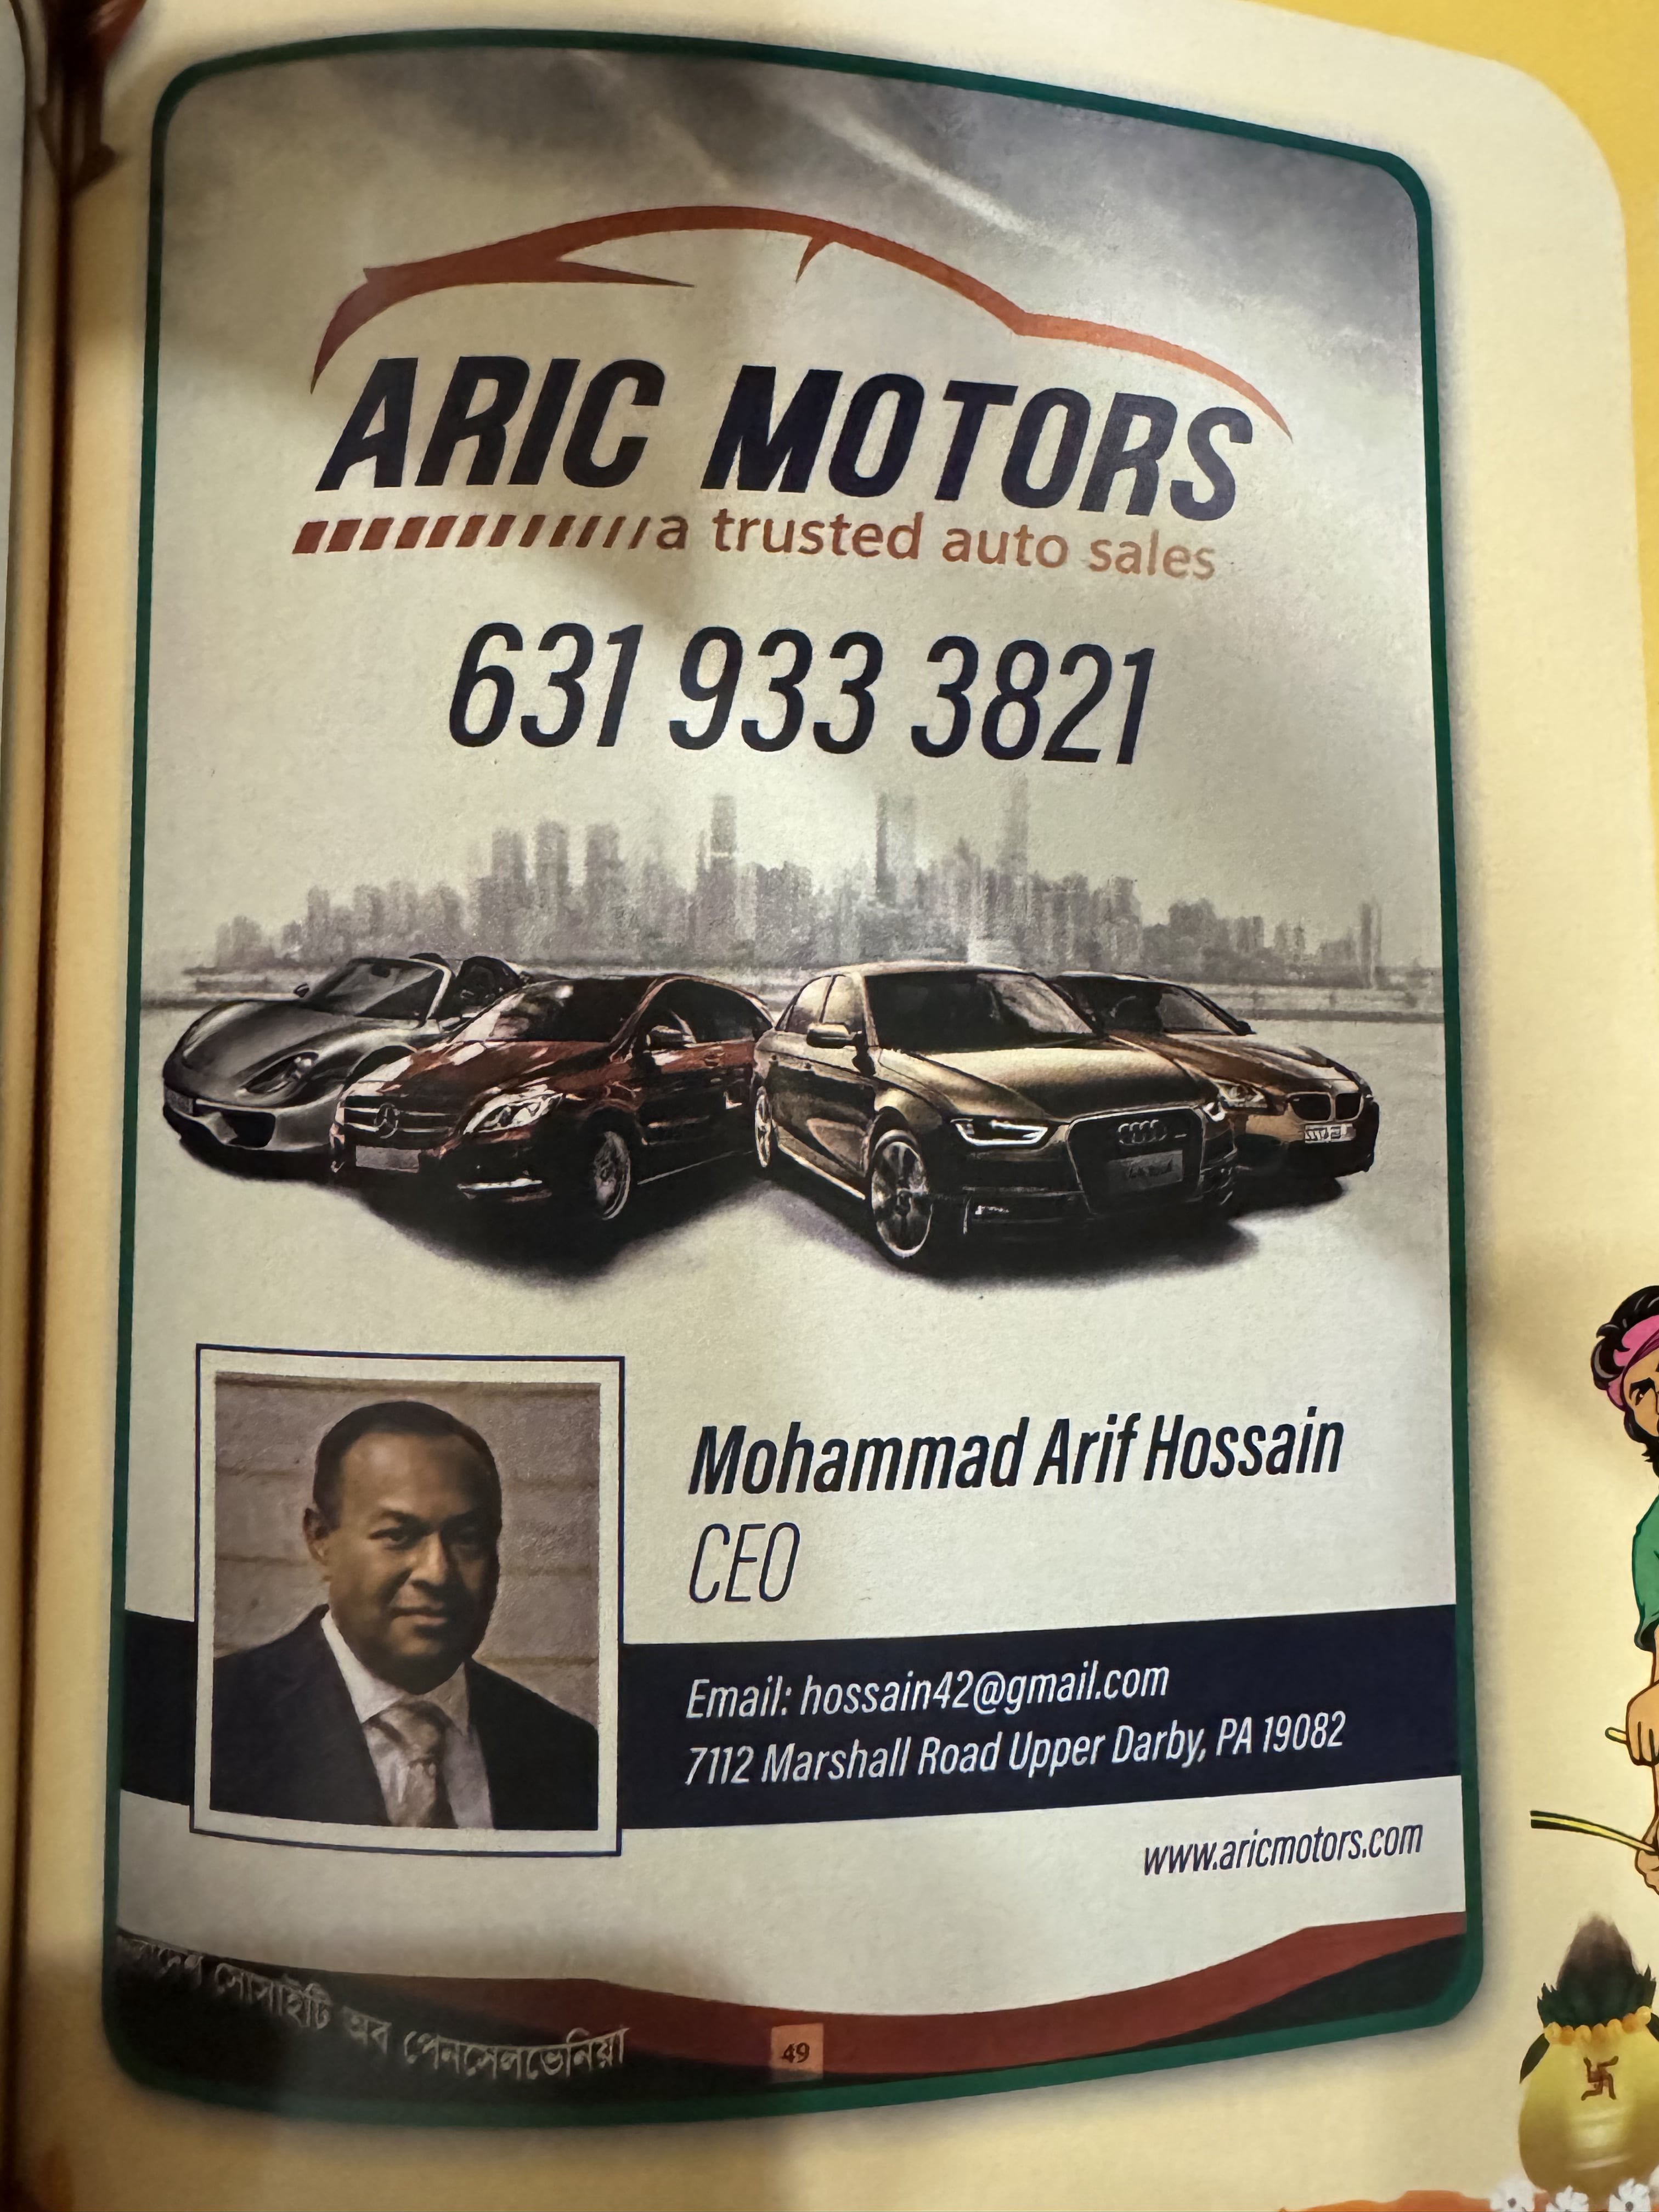 ARIC MOTORS
a trusted auto sales
631 933 3821
Mohammad Arif Hossain
CEO
Email: hossain42@gmail.com
7112 Marshall Road Upper Darby, PA 19082
www.aricmotors.com
সোসাইটি অব পেনসেলভেনিয়া
49